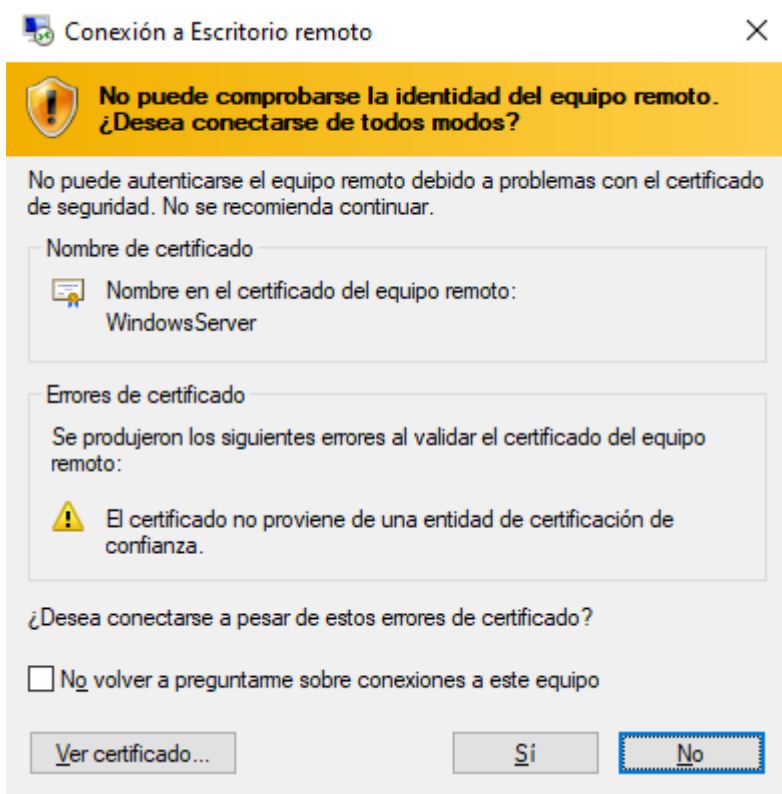 Conexión a Escritorio remoto
No puede comprobarse la identidad del equipo remoto.
¿Desea conectarse de todos modos?
No puede autenticarse el equipo remoto debido a problemas con el certificado
de seguridad. No se recomienda continuar.
Nombre de certificado
Nombre en el certificado del equipo remoto:
WindowsServer
Errores de certificado
Se produjeron los siguientes errores al validar el certificado del equipo
remoto:
El certificado no proviene de una entidad de certificación de
confianza.
¿Desea conectarse a pesar de estos errores de certificado?
No volver a preguntarme sobre conexiones a este equipo
Ver certificado...
Sí
No